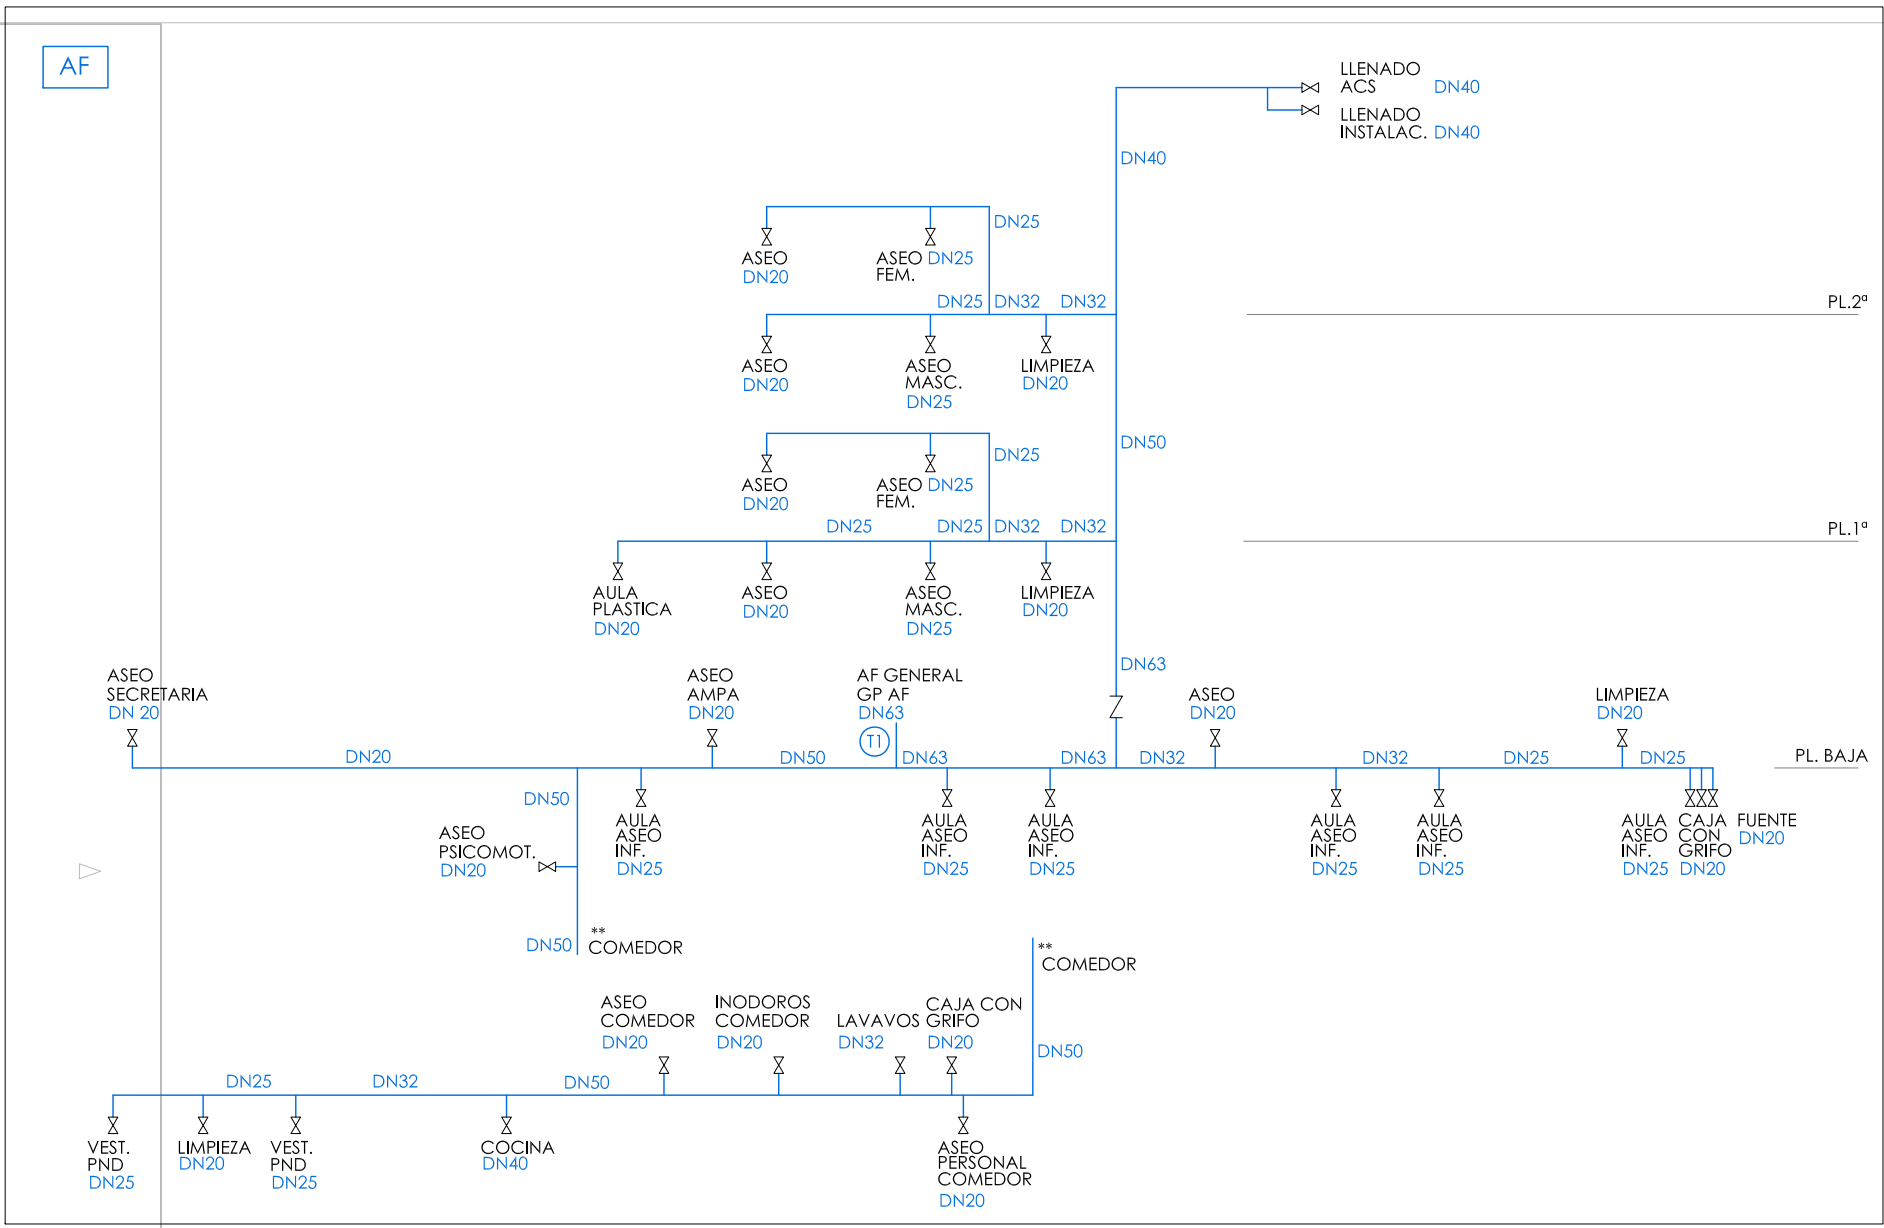 AF
LLENADO
ACS DN40
LLENADO
INSTALAC. DN40
DN40
DN25
ASEO
DN20
ASEO DN25
FEM.
DN25 DN32 DN32
PL.2ª
ASEO
DN20
ASEO
MASC.
DN25
LIMPIEZA
DN20
DN50
DN25
ASEO
DN20
ASEO DN25
FEM.
DN25 DN25 DN32 DN32
PL.1ª
AULA
PLASTICA
DN20
ASEO
DN20
ASEO
MASC.
DN25
LIMPIEZA
DN20
DN63
ASEO
SECRETARIA
DN 20
ASEO
AMPA
DN20
AF GENERAL
GP AF
DN63
T1
ASEO
DN20
LIMPIEZA
DN20
DN20 DN50 DN63 DN63 DN32 DN32 DN25 DN25
PL. BAJA
DN50
ASEO
PSICOMOT.
DN20
AULA
ASEO
INF.
DN25
AULA
ASEO
INF.
DN25
AULA
ASEO
INF.
DN25
AULA
ASEO
INF.
DN25
AULA
ASEO
INF.
DN25
AULA
ASEO
INF.
DN25
CAJA
CON
GRIFO
DN20
FUENTE
DN20
DN50
**
COMEDOR
**
COMEDOR
ASEO
COMEDOR
DN20
INODOROS
COMEDOR
DN20
LAVAVOS
DN32
CAJA CON
GRIFO
DN20
DN50
DN25 DN32 DN50
VEST.
PND
DN25
LIMPIEZA
DN20
VEST.
PND
DN25
COCINA
DN40
ASEO
PERSONAL
COMEDOR
DN20